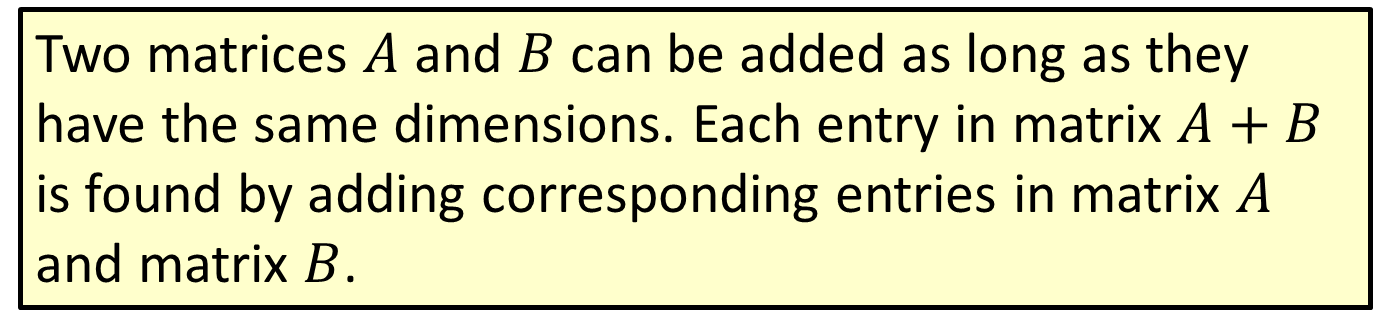 Two matrices A and B can be added as long as they
have the same dimensions. Each entry in matrix A + B
is found by adding corresponding entries in matrix A
and matrix B.